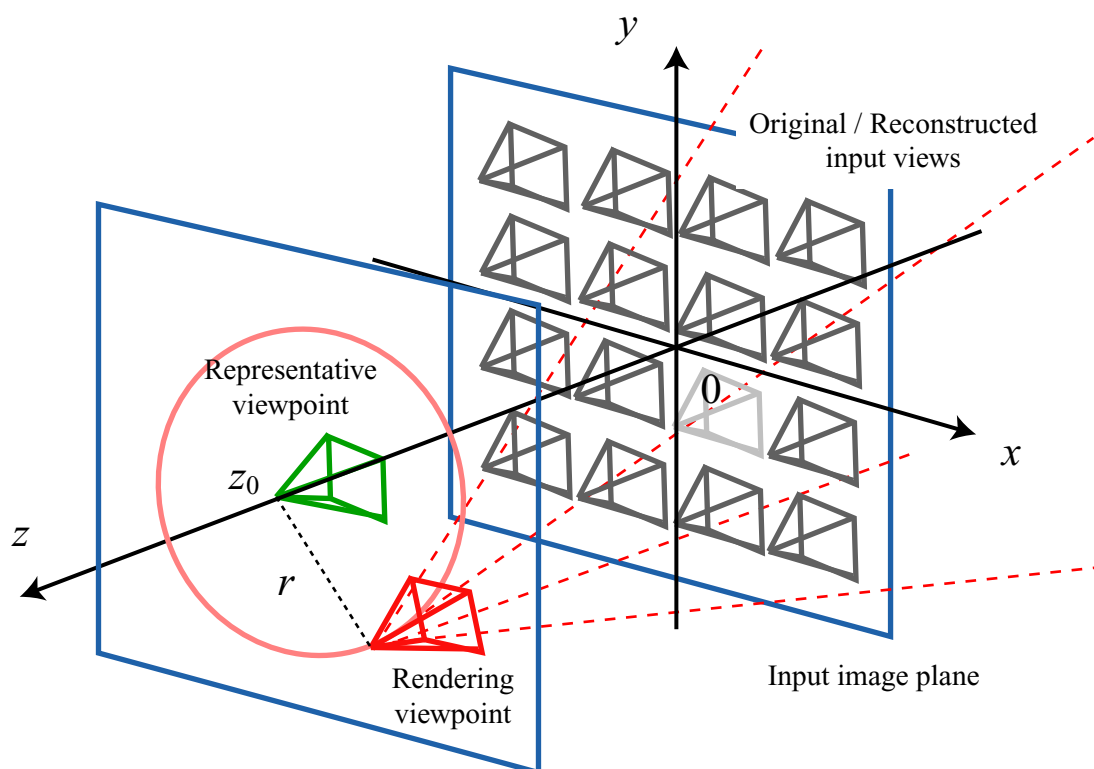 y
Original / Reconstructed
input views
Representative
viewpoint
0
x
z₀
z
r
Rendering
viewpoint
Input image plane